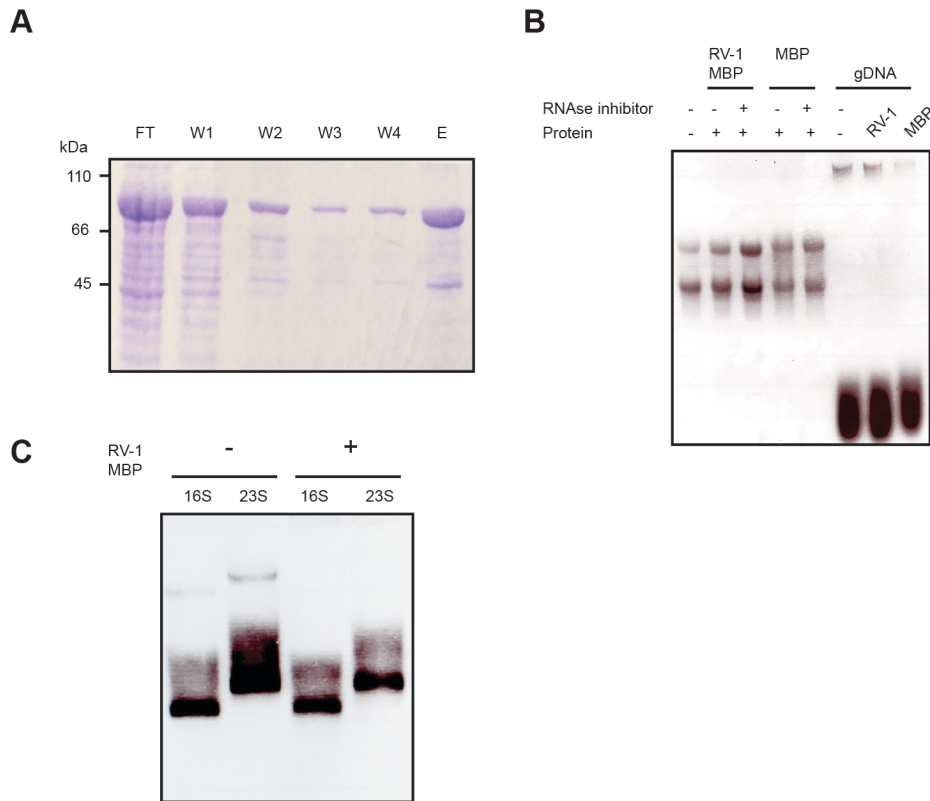 A
FT W1 W2 W3 W4 E
kDa
110
66
45
B
RV-1 MBP
MBP
gDNA
RNAse inhibitor - - + - + -
Protein - + + + + - RV-1 MBP
C
RV-1 - +
MBP
16S 23S 16S 23S